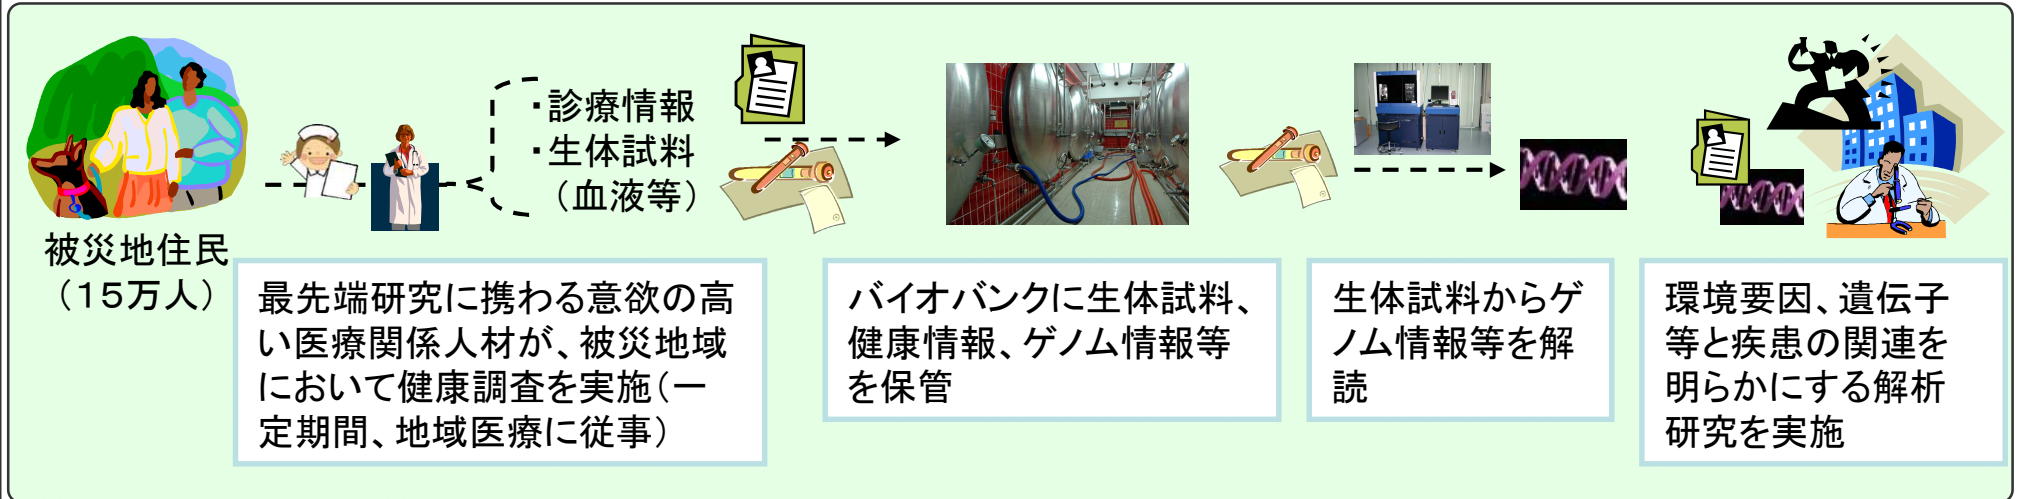 ・診療情報
・生体試料
（血液等）
被災地住民
（１５万人）
最先端研究に携わる意欲の高
い医療関係人材が、被災地域
において健康調査を実施（一
定期間、地域医療に従事）
バイオバンクに生体試料、
健康情報、ゲノム情報等
を保管
生体試料からゲ
ノム情報等を解
読
環境要因、遺伝子
等と疾患の関連を
明らかにする解析
研究を実施